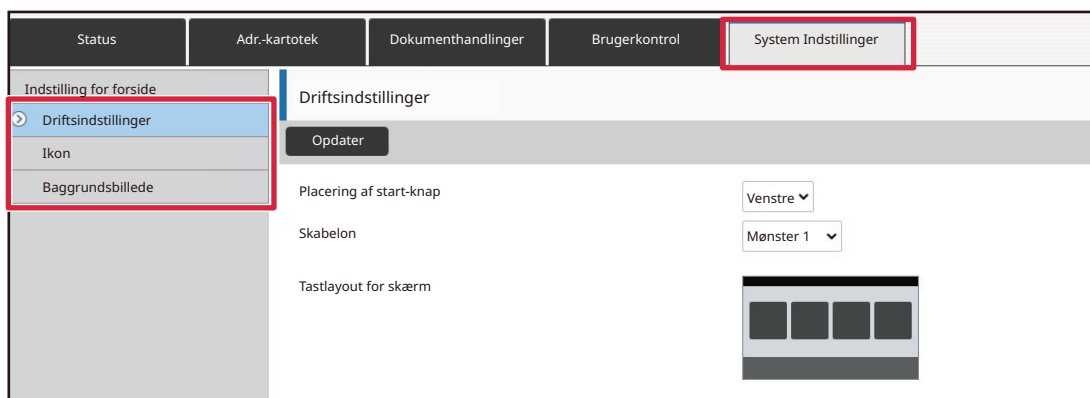 Status
Adr.-kartotek
Dokumenthandlinger
Brugerkontrol
System Indstillinger
Indstilling for forside
Driftsindstillinger
Ikon
Baggrundsbillede
Driftsindstillinger
Opdater
Placering af start-knap
Venstre
Skabelon
Mønster 1
Tastlayout for skærm